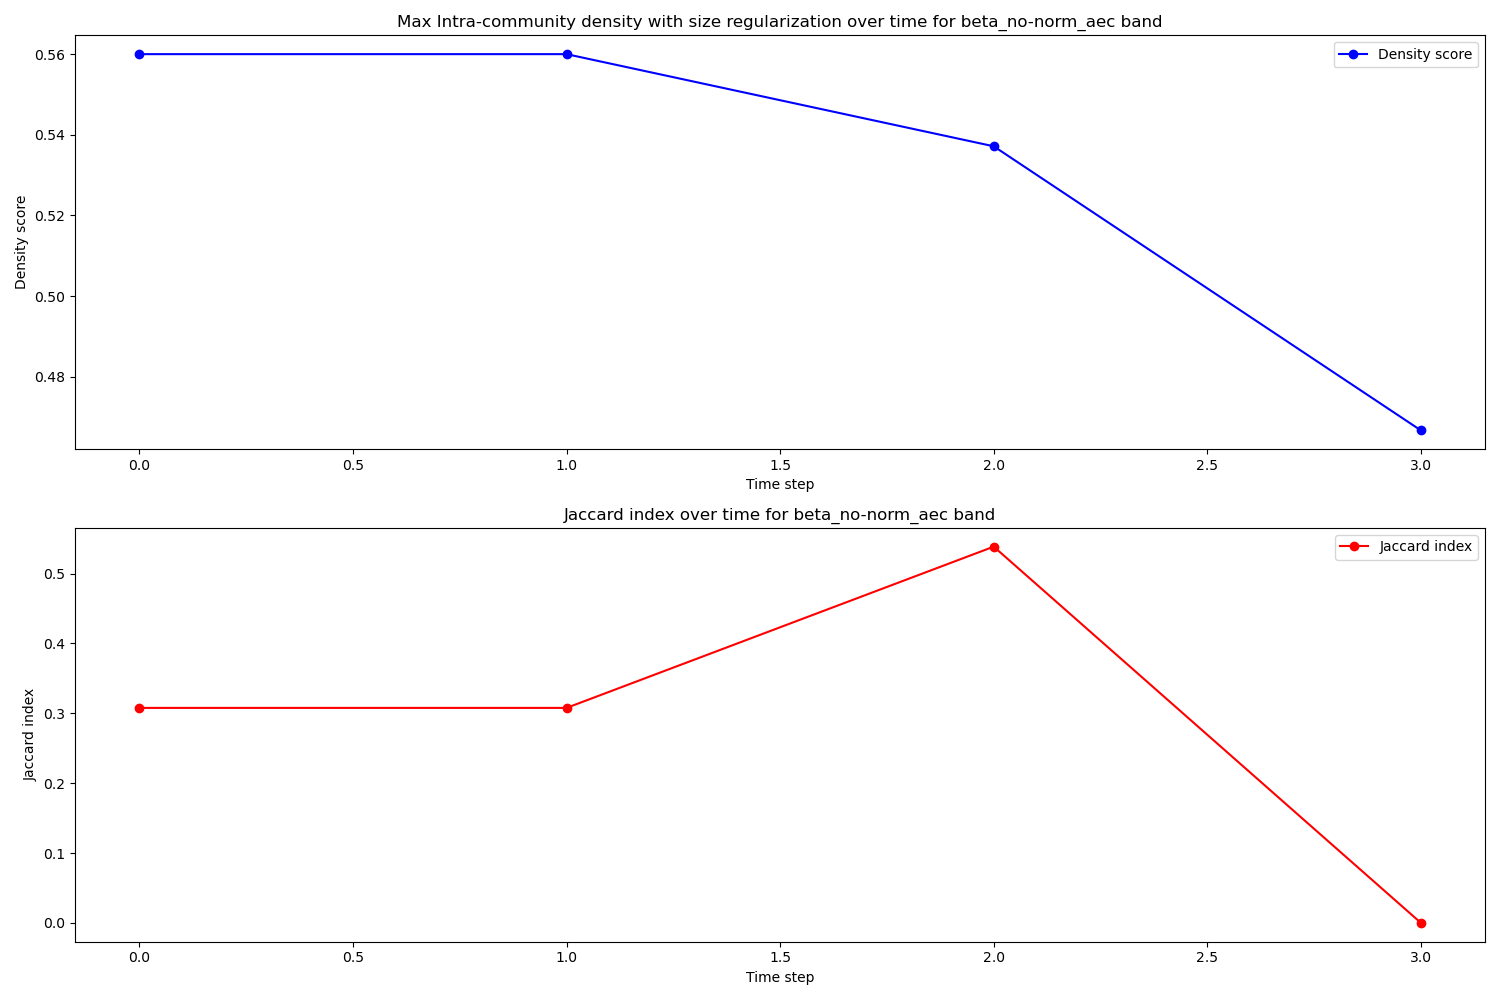 Max Intra-community density with size regularization over time for beta_no-norm_aec band
Density score
0.56
0.54
0.52
0.50
0.48
Density score
0.0 0.5 1.0 1.5 2.0 2.5 3.0
Time step
Jaccard index over time for beta_no-norm_aec band
Jaccard index
0.5
0.4
0.3
0.2
0.1
0.0
Jaccard index
0.0 0.5 1.0 1.5 2.0 2.5 3.0
Time step